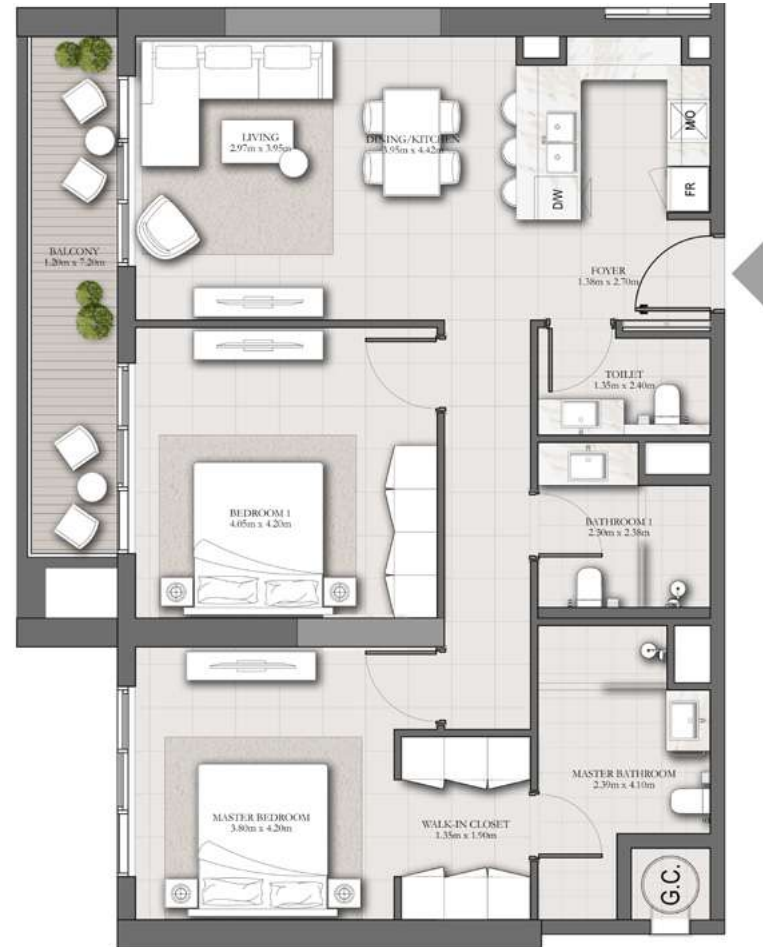 LIVING
2.97m x 3.95m
DINING/KITCHEN
3.95m x 4.42m
M/O
D/W
FR
BALCONY
1.20m x 7.20m
FOYER
1.38m x 2.70m
TOILET
1.35m x 2.40m
BEDROOM 1
4.05m x 4.20m
BATHROOM 1
2.30m x 2.38m
MASTER BATHROOM
2.39m x 4.10m
MASTER BEDROOM
3.80m x 4.20m
WALK-IN CLOSET
1.35m x 1.90m
G.C.